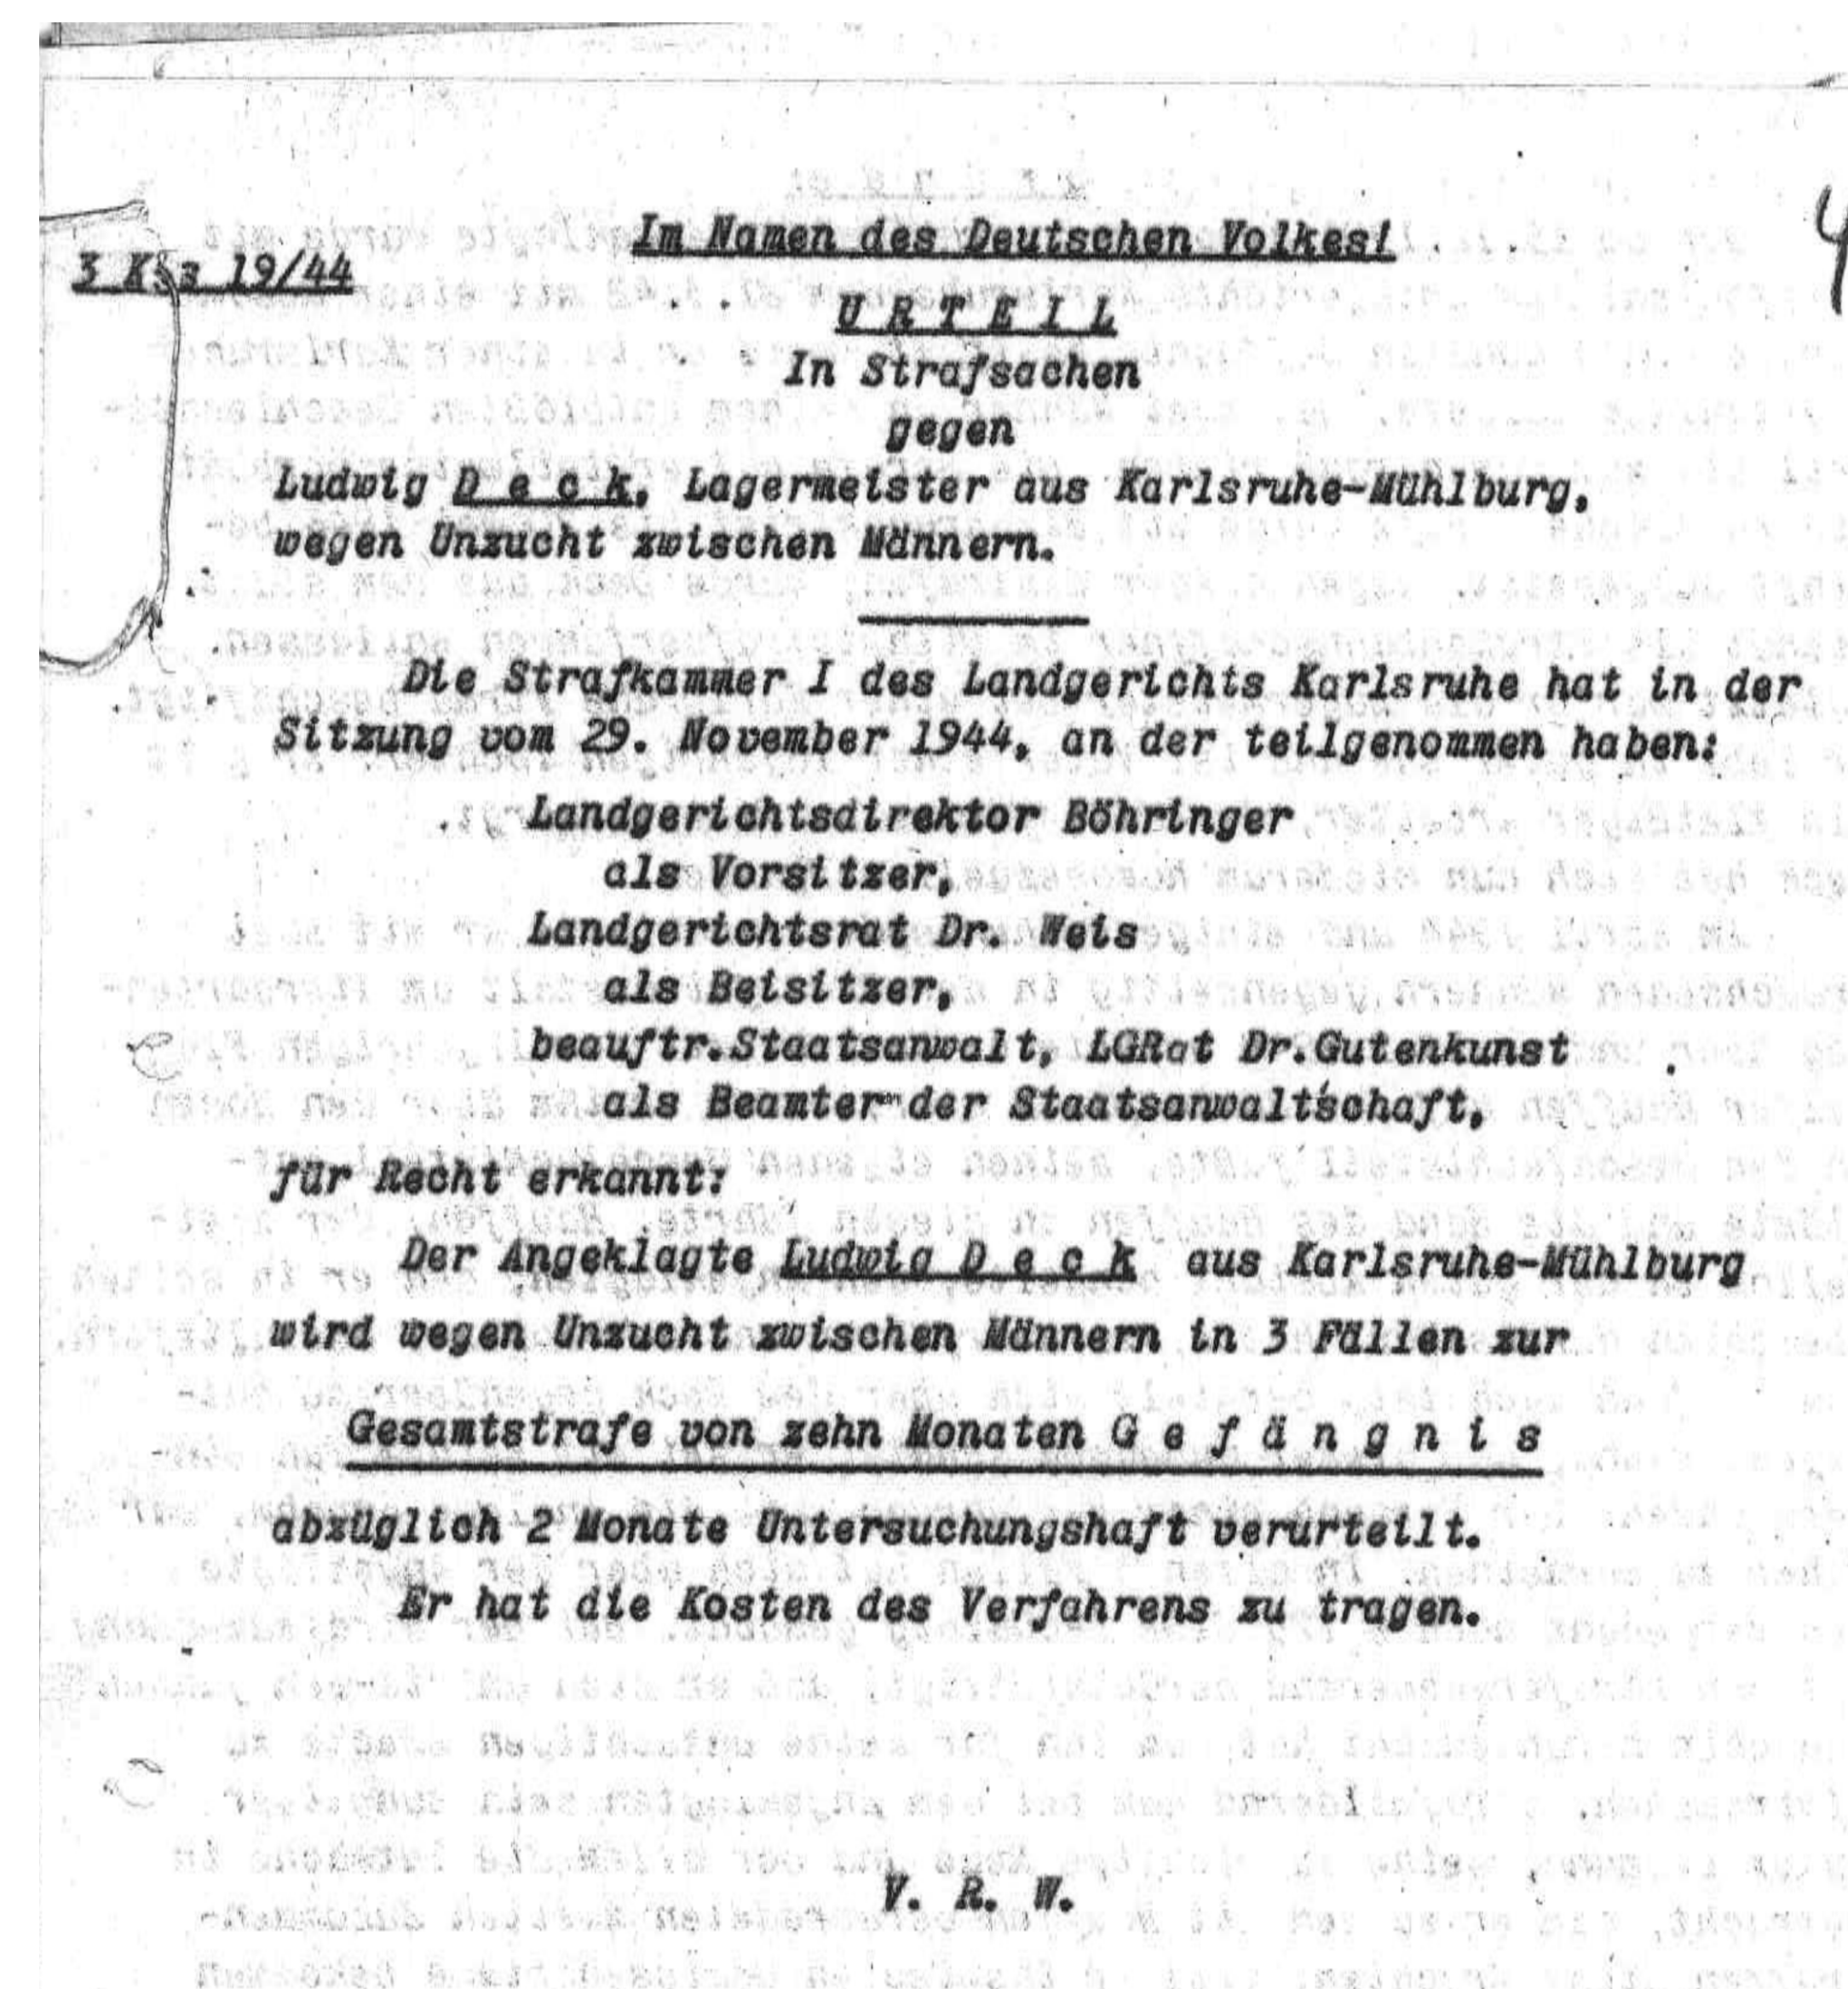 Im Namen des Deutschen Volkes!
4
3 KSs 19/44
U R T E I L
In Strafsachen
gegen
Ludwig D e c k, Lagermeister aus Karlsruhe-Mühlburg,
wegen Unzucht zwischen Männern.
Die Strafkammer I des Landgerichts Karlsruhe hat in der
Sitzung vom 29. November 1944, an der teilgenommen haben:
Landgerichtsdirektor Böhringer
als Vorsitzer,
Landgerichtsrat Dr. Weis
als Beisitzer,
beauftr.Staatsanwalt, LGRat Dr.Gutenkunst
als Beamter der Staatsanwaltschaft,
für Recht erkannt:
Der Angeklagte Ludwig D e c k aus Karlsruhe-Mühlburg
wird wegen Unzucht zwischen Männern in 3 Fällen zur
Gesamtstrafe von zehn Monaten G e f ä n g n i s
abzüglich 2 Monate Untersuchungshaft verurteilt.
Er hat die Kosten des Verfahrens zu tragen.
V. R. W.